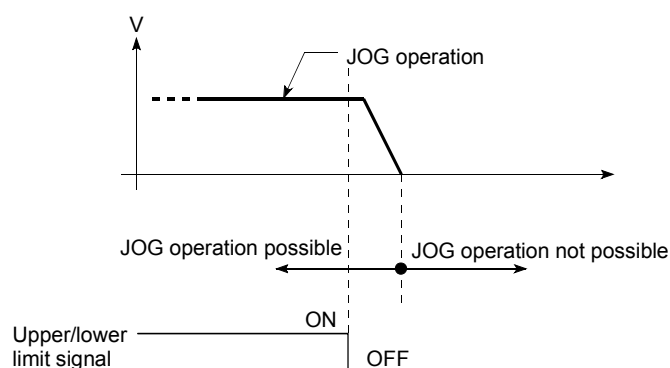 V
JOG operation
JOG operation possible
JOG operation not possible
ON
Upper/lower
limit signal
OFF